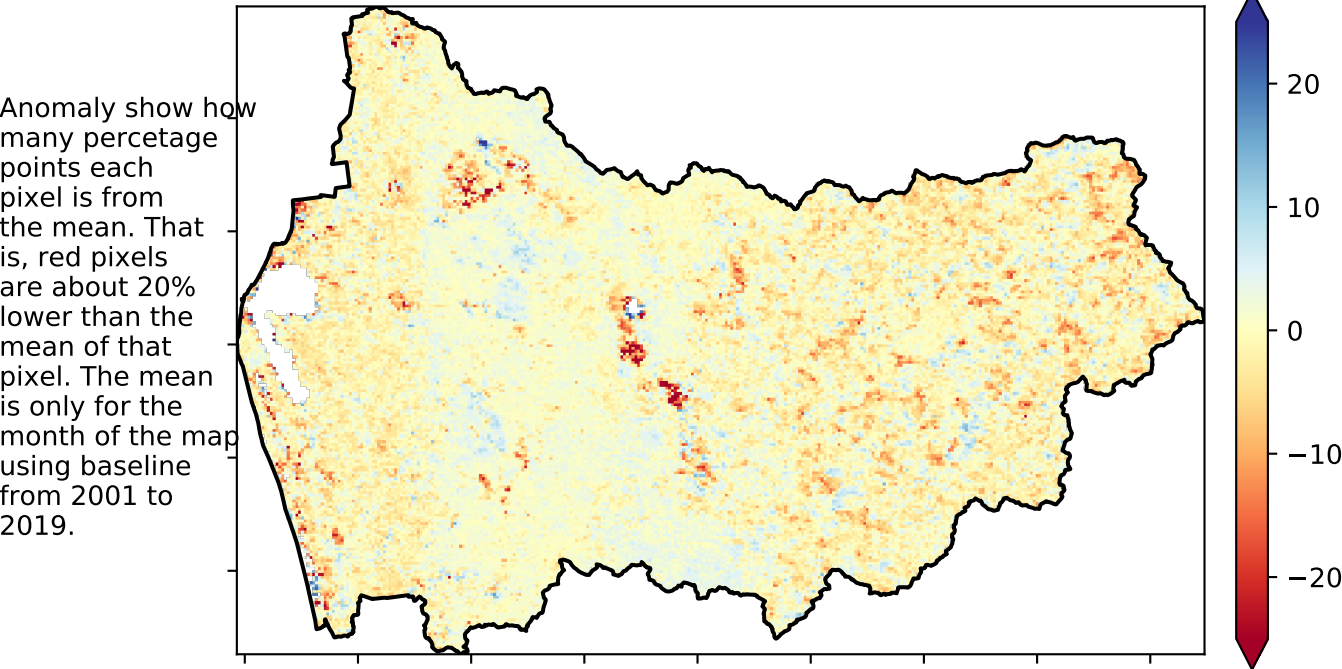 Anomaly show how
many percetage
points each
pixel is from
the mean. That
is, red pixels
are about 20%
lower than the
mean of that
pixel. The mean
is only for the
month of the map
using baseline
from 2001 to
2019.
20
10
0
−10
−20